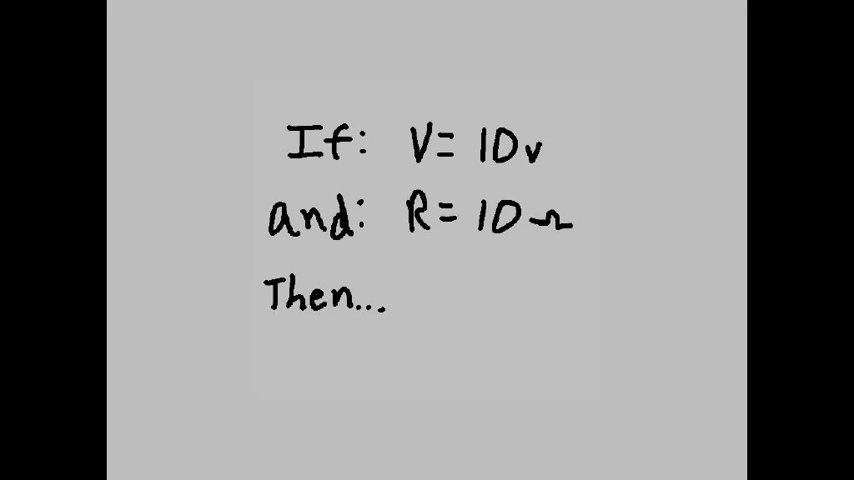 If: V= 10v
and: R= 10Ω
Then...